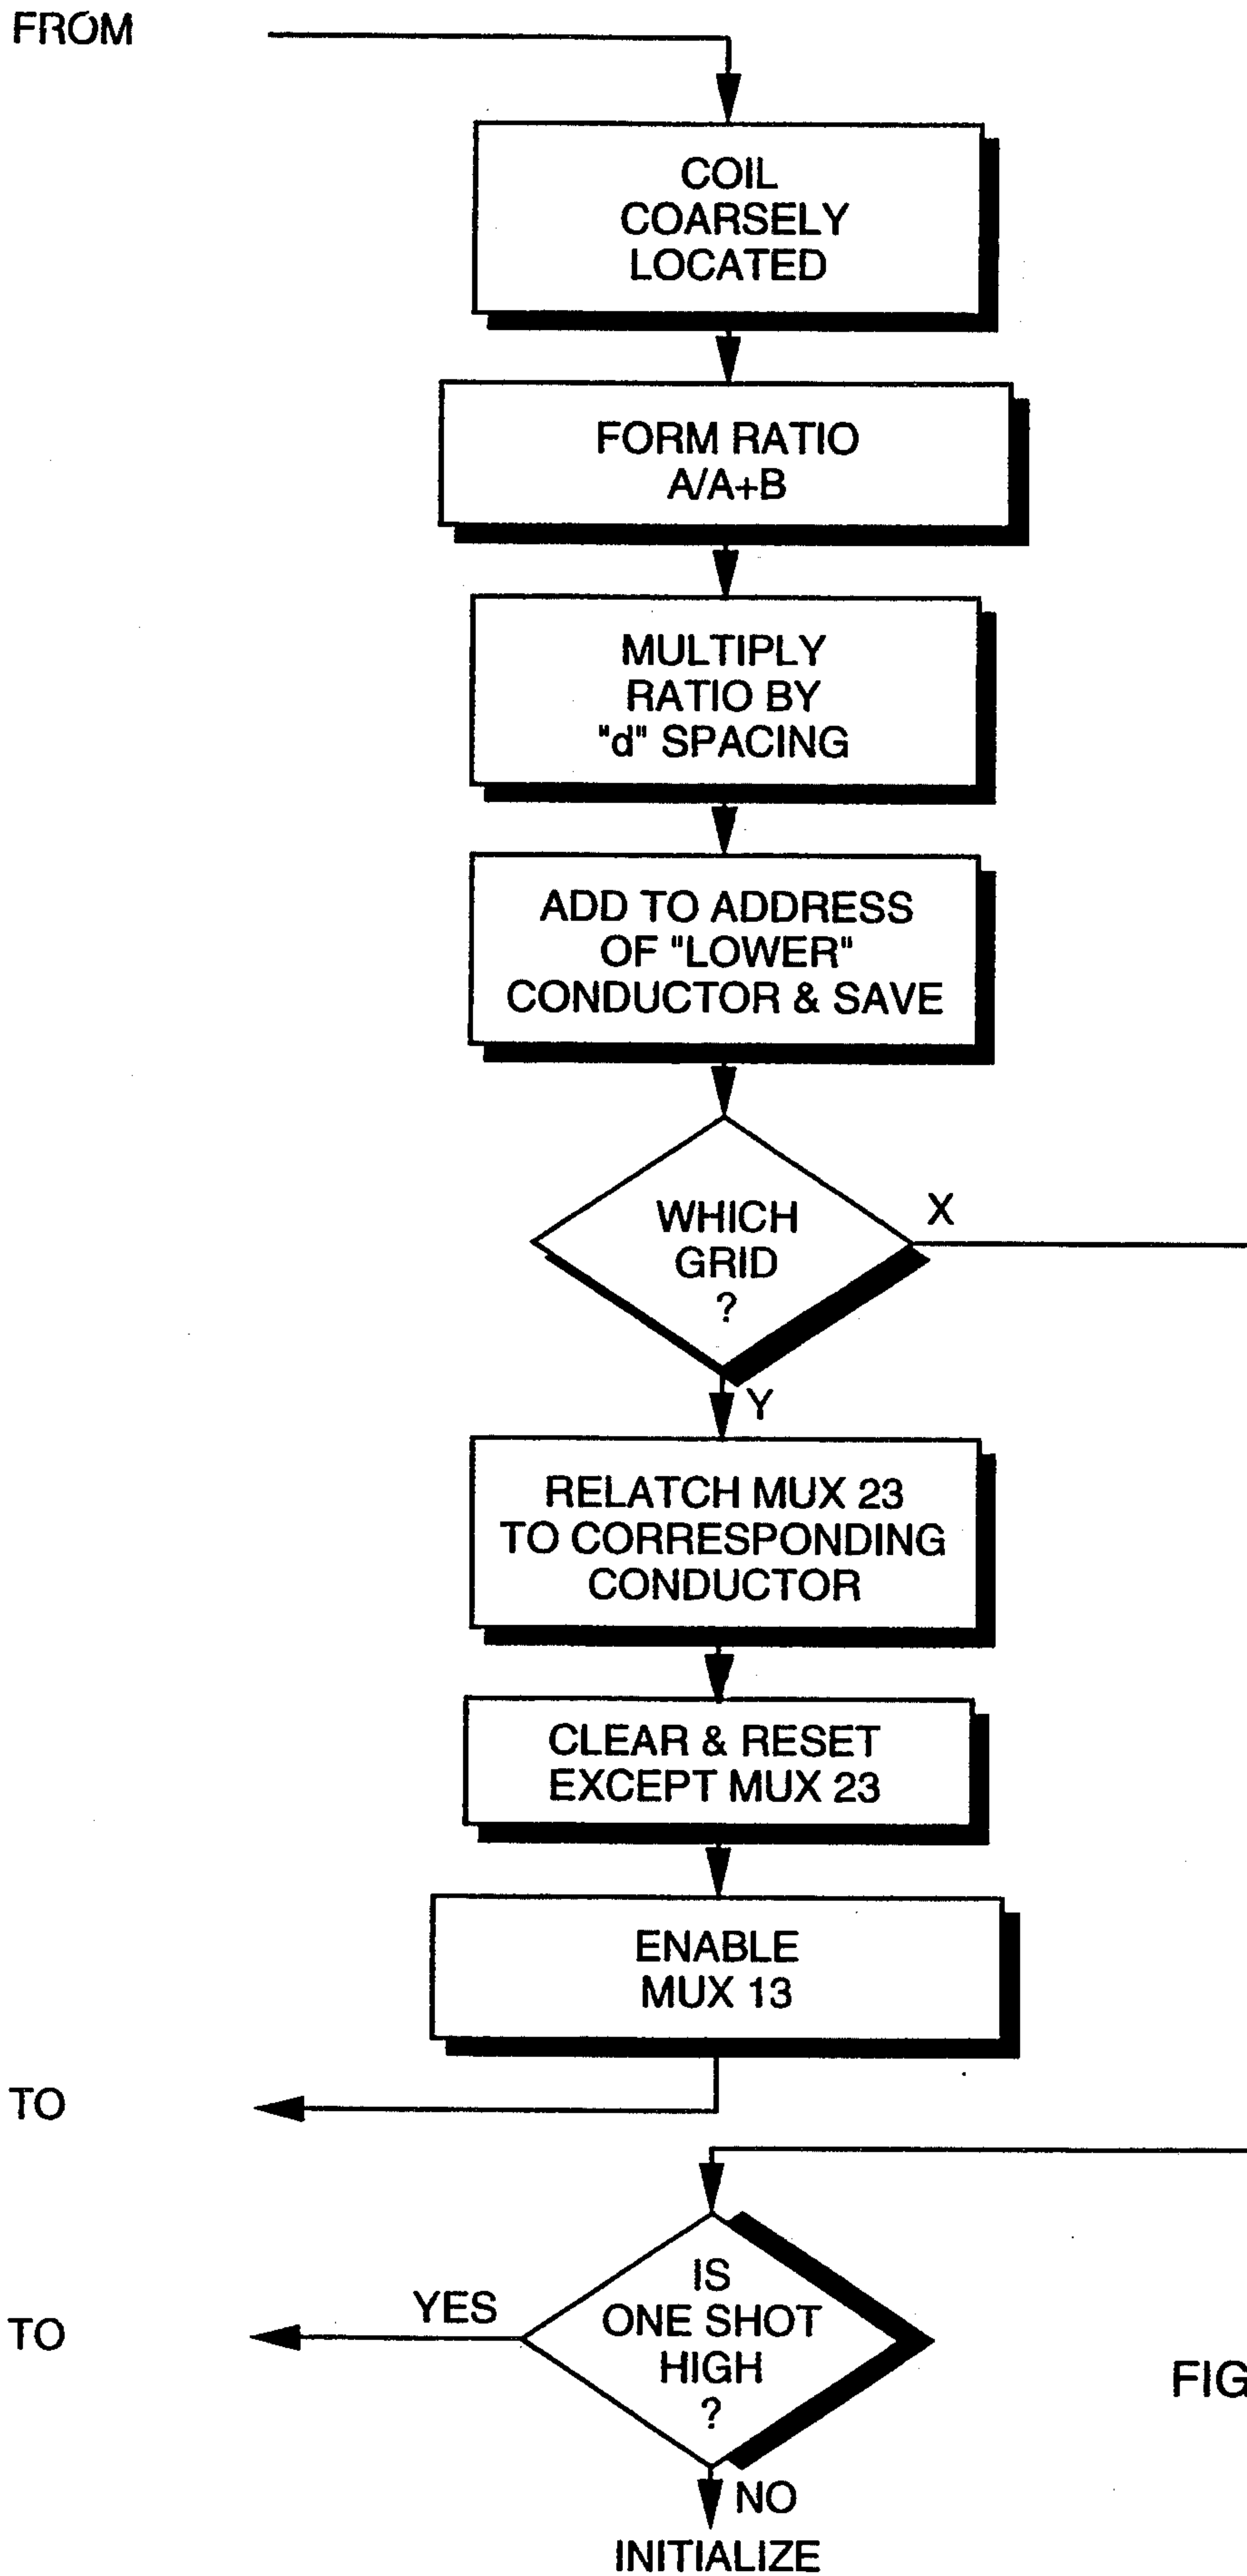 FROM
COIL
COARSELY
LOCATED
FORM RATIO
A/A+B
MULTIPLY
RATIO BY
"d" SPACING
ADD TO ADDRESS
OF "LOWER"
CONDUCTOR & SAVE
WHICH
GRID
?
X
Y
RELATCH MUX 23
TO CORRESPONDING
CONDUCTOR
CLEAR & RESET
EXCEPT MUX 23
ENABLE
MUX 13
TO
IS
ONE SHOT
HIGH
?
YES
TO
FIG
NO
INITIALIZE